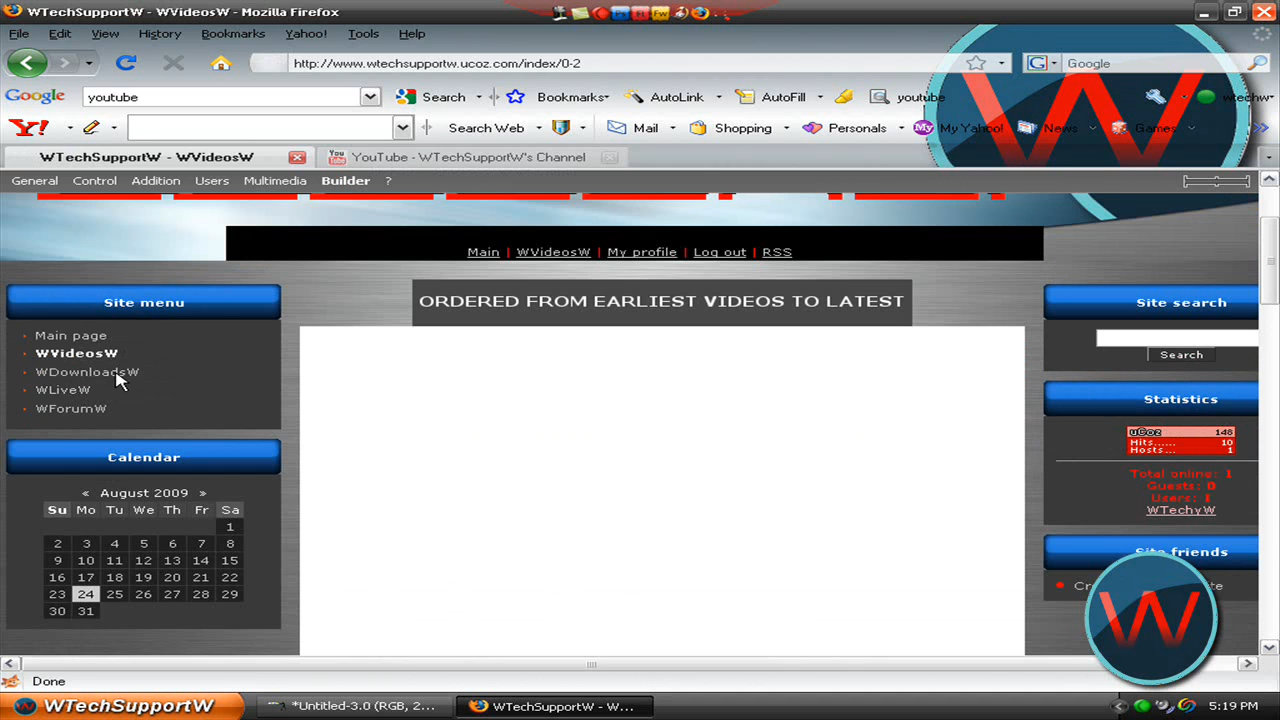 WTechSupportW - WVideosW - Mozilla Firefox
File Edit View History Bookmarks Yahoo! Tools Help
http://www.wtechsupportw.ucoz.com/index/0-2
G Google
Google youtube Search Bookmarks AutoLink AutoFill youtube wtechw
Y! Search Web Mail Shopping Personals My My Yahoo! News Games
WTechSupportW - WVideosW YouTube - WTechSupportW's Channel
General Control Addition Users Multimedia Builder ?
Main | WVideosW | My profile | Log out | RSS
Site menu
Main page
WVideosW
WDownloadsW
WLiveW
WForumW
Calendar
« August 2009 »
Su Mo Tu We Th Fr Sa
1
2 3 4 5 6 7 8
9 10 11 12 13 14 15
16 17 18 19 20 21 22
23 24 25 26 27 28 29
30 31
ORDERED FROM EARLIEST VIDEOS TO LATEST
Site search
Search
Statistics
uCoz 148
Hits...... 10
Hosts... 1
Total online: 1
Guests: 0
Users: 1
WTechyW
Site friends
W
W
Done
WTechSupportW *Untitled-3.0 (RGB, 2... WTechSupportW - W... 5:19 PM